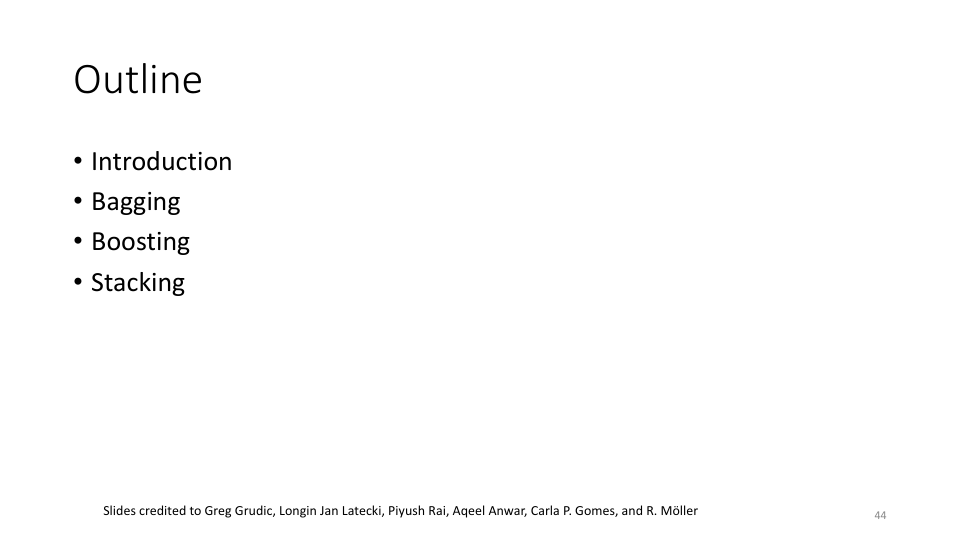 Outline
• Introduction
• Bagging
• Boosting
• Stacking
Slides credited to Greg Grudic, Longin Jan Latecki, Piyush Rai, Aqeel Anwar, Carla P. Gomes, and R. Möller
44